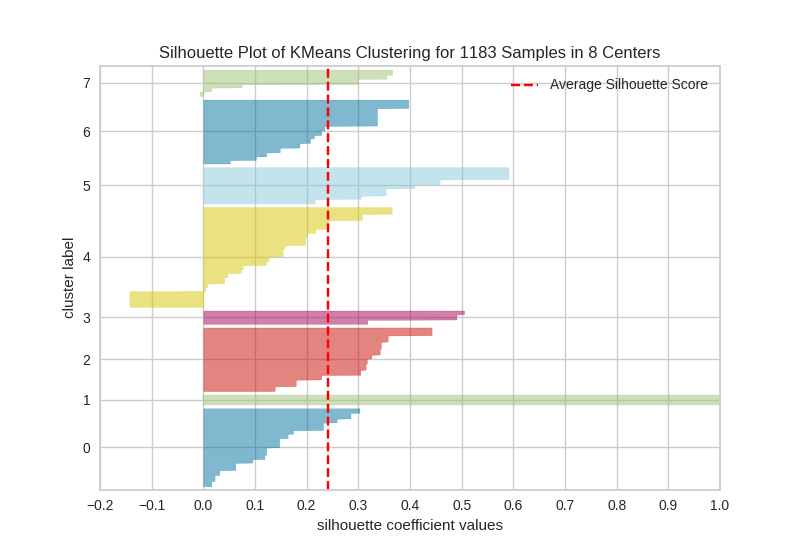 Silhouette Plot of KMeans Clustering for 1183 Samples in 8 Centers
Average Silhouette Score
cluster label
7
6
5
4
3
2
1
0
−0.2 −0.1 0.0 0.1 0.2 0.3 0.4 0.5 0.6 0.7 0.8 0.9 1.0
silhouette coefficient values